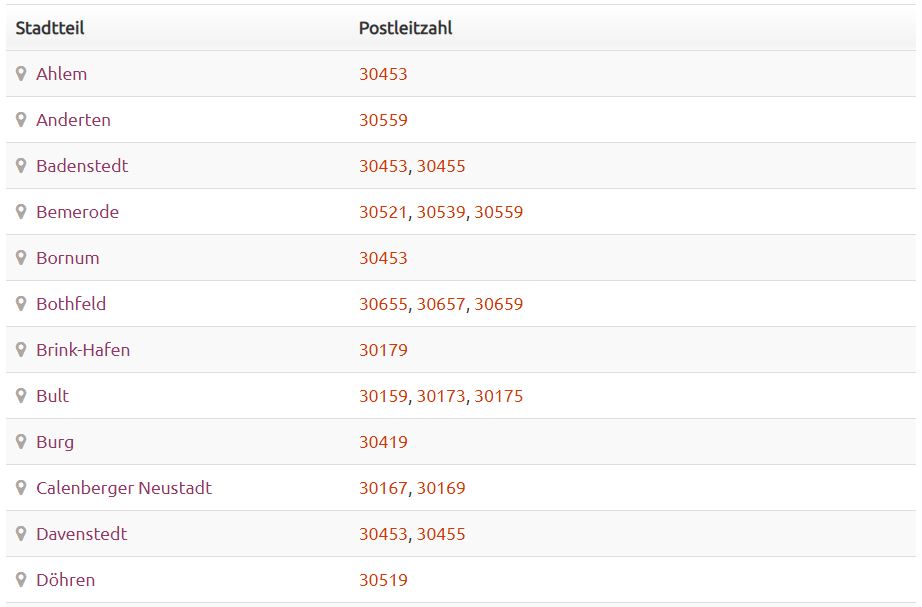 Stadtteil Postleitzahl
Ahlem 30453
Anderten 30559
Badenstedt 30453, 30455
Bemerode 30521, 30539, 30559
Bornum 30453
Bothfeld 30655, 30657, 30659
Brink-Hafen 30179
Bult 30159, 30173, 30175
Burg 30419
Calenberger Neustadt 30167, 30169
Davenstedt 30453, 30455
Döhren 30519